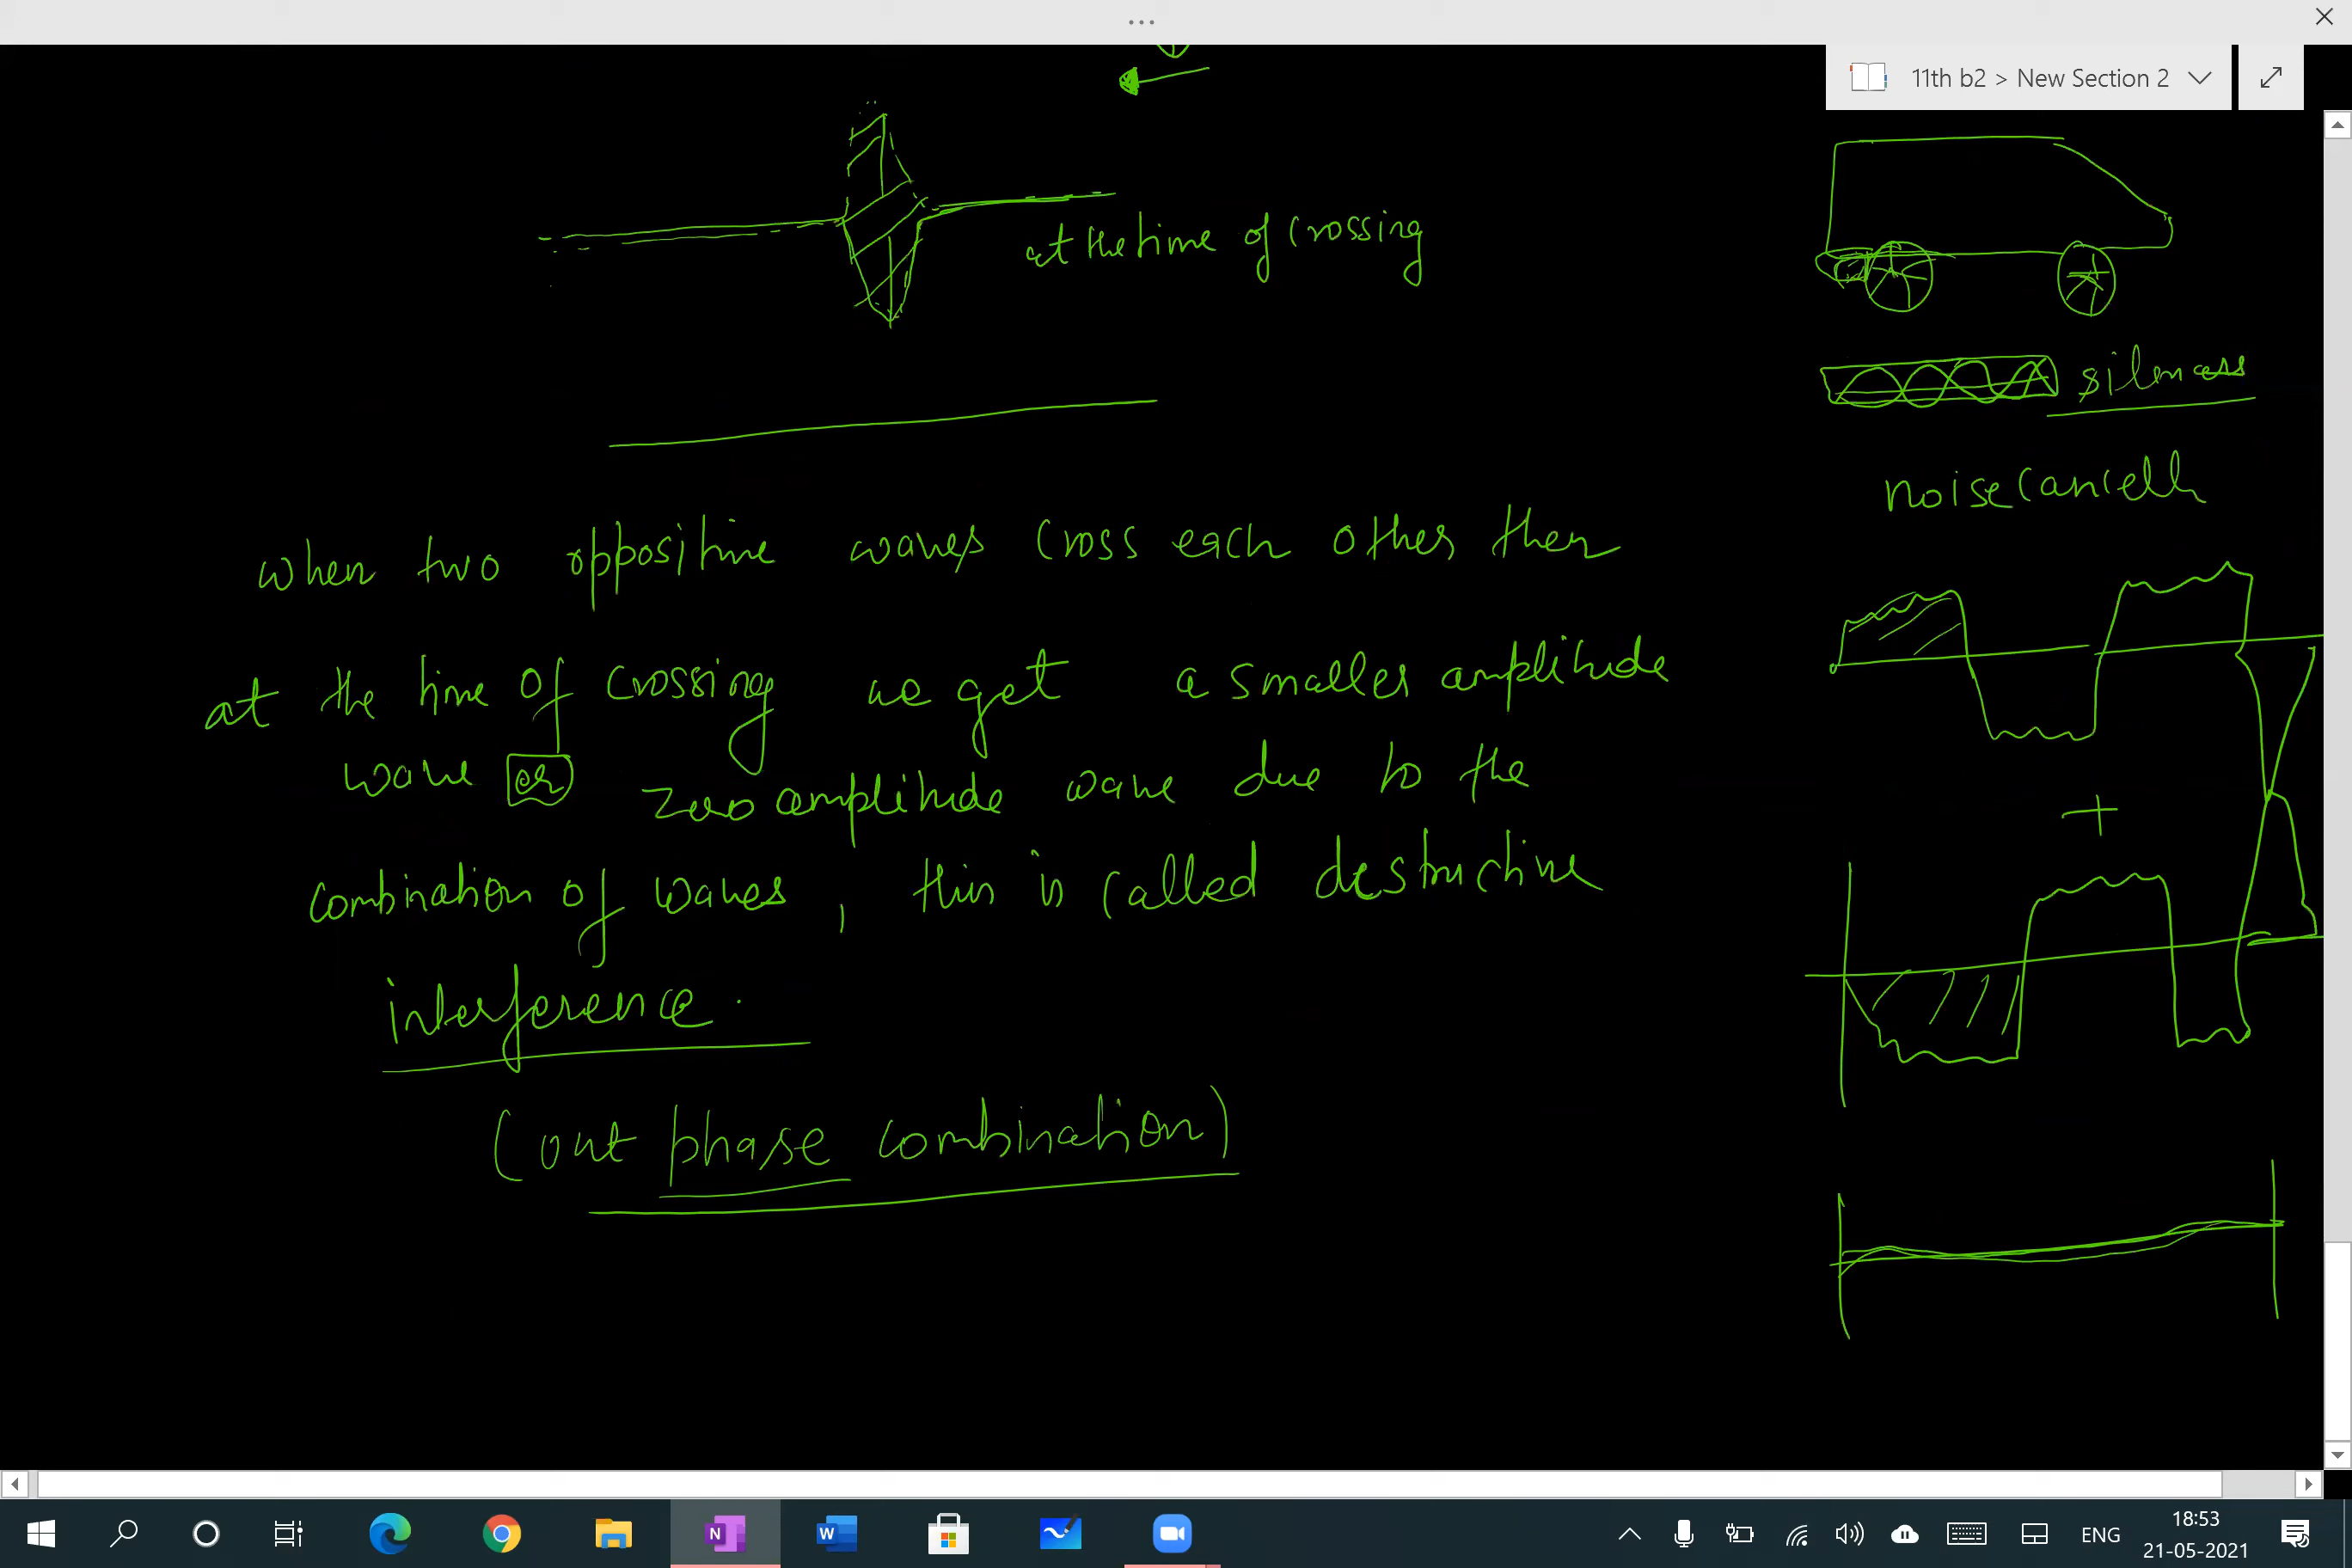 ...
11th b2 > New Section 2
at the time of crossing
silencers
noise cancell
when two oppositive waves cross each other then
at the time of crossing we get a smaller amplitude
wave or zero amplitude wave due to the
combination of waves, this is called destructive
interference.
(out phase combination)
+
ENG
18:53
21-05-2021